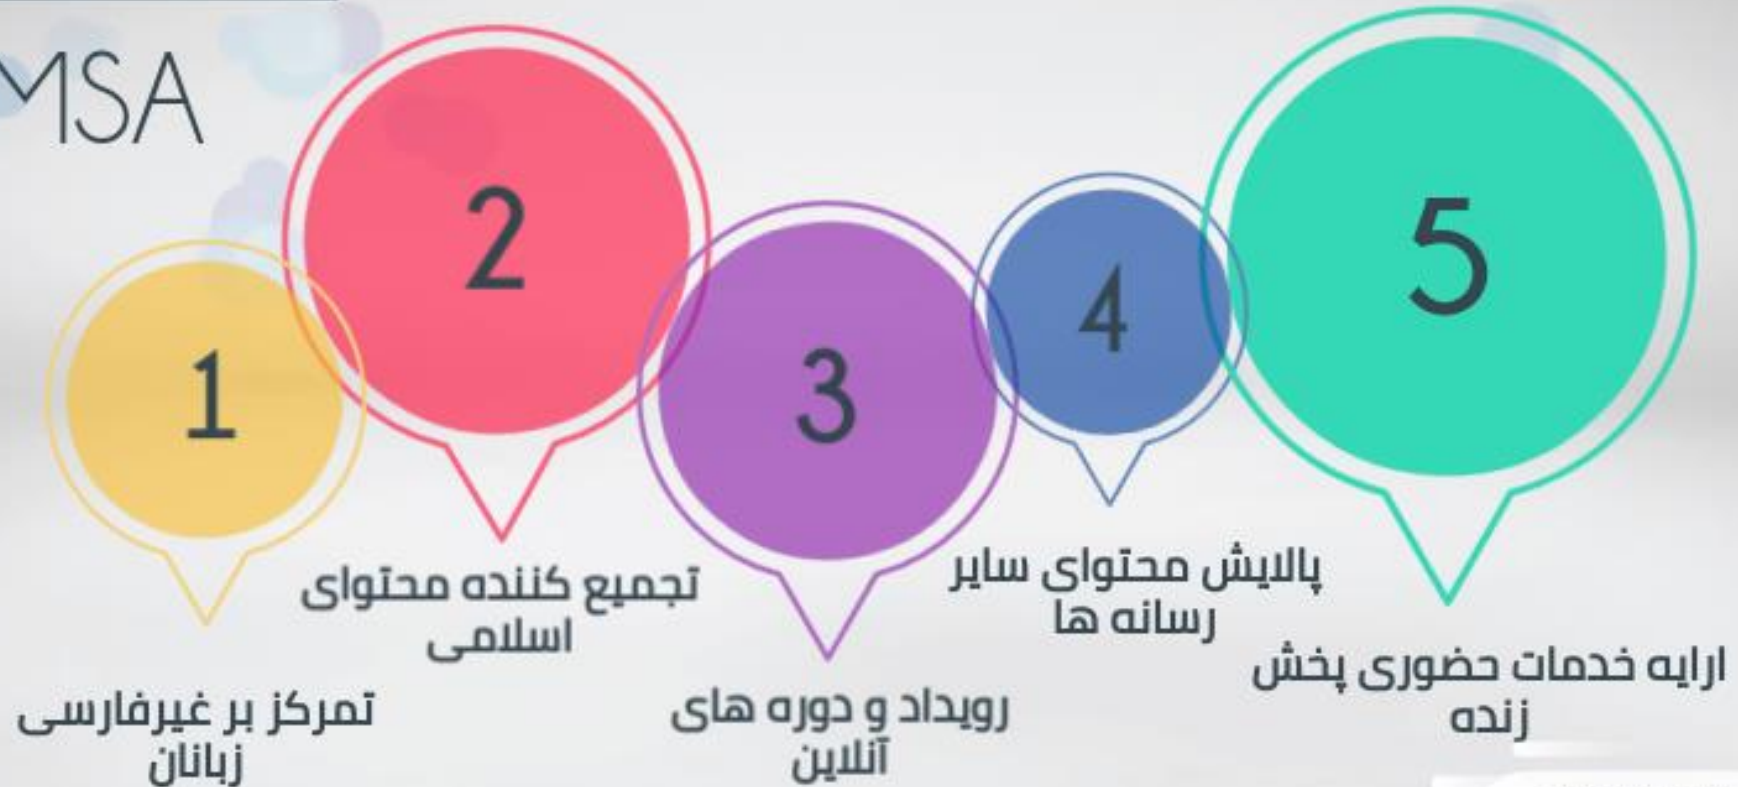 MSA
1
تمرکز بر غیرفارسی
زبانان
2
تجمیع کننده محتوای
اسلامی
3
رویداد و دوره های
آنلاین
4
پالایش محتوای سایر
رسانه ها
5
ارایه خدمات حضوری پخش
زنده